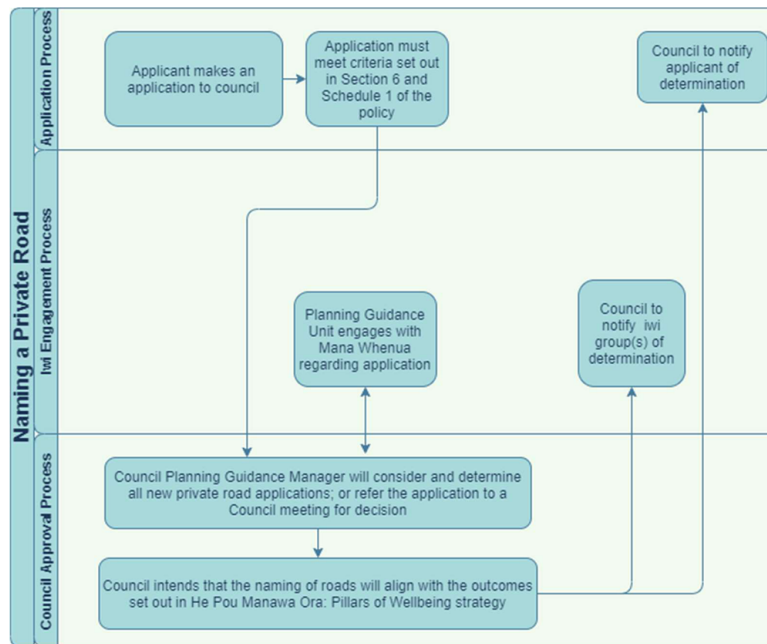 Naming a Private Road
Application Process
Applicant makes an
application to council
Application must
meet criteria set out
in Section 6 and
Schedule 1 of the
policy
Council to notify
applicant of
determination
Iwi Engagement Process
Planning Guidance
Unit engages with
Mana Whenua
regarding application
Council to
notify iwi
group(s) of
determination
Council Approval Process
Council Planning Guidance Manager will consider and determine
all new private road applications; or refer the application to a
Council meeting for decision
Council intends that the naming of roads will align with the outcomes
set out in He Pou Manawa Ora: Pillars of Wellbeing strategy